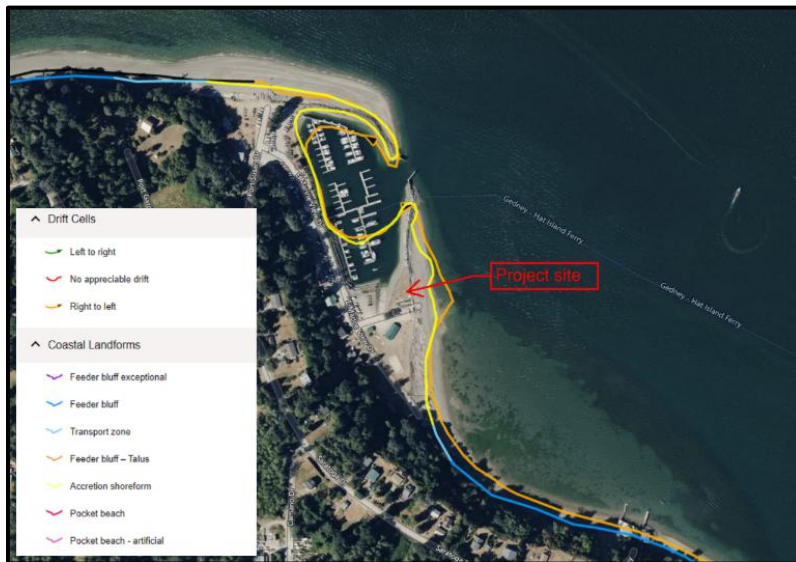 Drift Cells
Left to right
No appreciable drift
Right to left
Coastal Landforms
Feeder bluff exceptional
Feeder bluff
Transport zone
Feeder bluff – Talus
Accretion shoreform
Pocket beach
Pocket beach - artificial
Project site
Gedney - Hat Island Ferry
Gedney - Hat Island Ferry